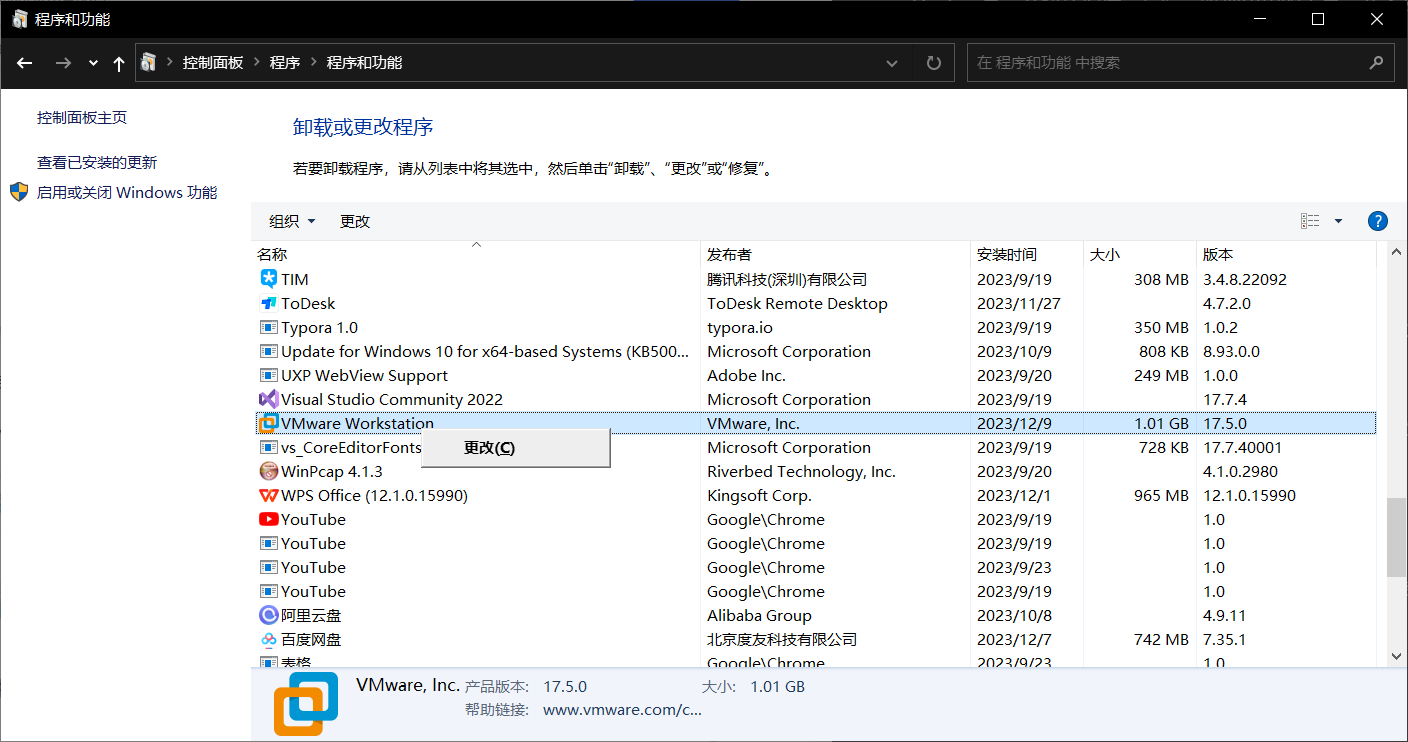 程序和功能
控制面板 程序 程序和功能
在 程序和功能 中搜索
控制面板主页
查看已安装的更新
启用或关闭 Windows 功能
卸载或更改程序
若要卸载程序，请从列表中将其选中，然后单击“卸载”、“更改”或“修复”。
组织 更改
名称 发布者 安装时间 大小 版本
TIM 腾讯科技(深圳)有限公司 2023/9/19 308 MB 3.4.8.22092
ToDesk ToDesk Remote Desktop 2023/11/27 4.7.2.0
Typora 1.0 typora.io 2023/9/19 350 MB 1.0.2
Update for Windows 10 for x64-based Systems (KB500... Microsoft Corporation 2023/10/9 808 KB 8.93.0.0
UXP WebView Support Adobe Inc. 2023/9/20 249 MB 1.0.0
Visual Studio Community 2022 Microsoft Corporation 2023/9/19 17.7.4
VMware Workstation VMware, Inc. 2023/12/9 1.01 GB 17.5.0
更改(C)
vs_CoreEditorFonts Microsoft Corporation 2023/9/19 728 KB 17.7.40001
WinPcap 4.1.3 Riverbed Technology, Inc. 2023/9/20 4.1.0.2980
WPS Office (12.1.0.15990) Kingsoft Corp. 2023/12/1 965 MB 12.1.0.15990
YouTube Google\Chrome 2023/9/19 1.0
YouTube Google\Chrome 2023/9/19 1.0
YouTube Google\Chrome 2023/9/23 1.0
YouTube Google\Chrome 2023/9/19 1.0
阿里云盘 Alibaba Group 2023/10/8 4.9.11
百度网盘 北京度友科技有限公司 2023/12/7 742 MB 7.35.1
表格 Google\Chrome 2023/9/23 1.0
VMware, Inc. 产品版本: 17.5.0 大小: 1.01 GB
帮助链接: www.vmware.com/c...